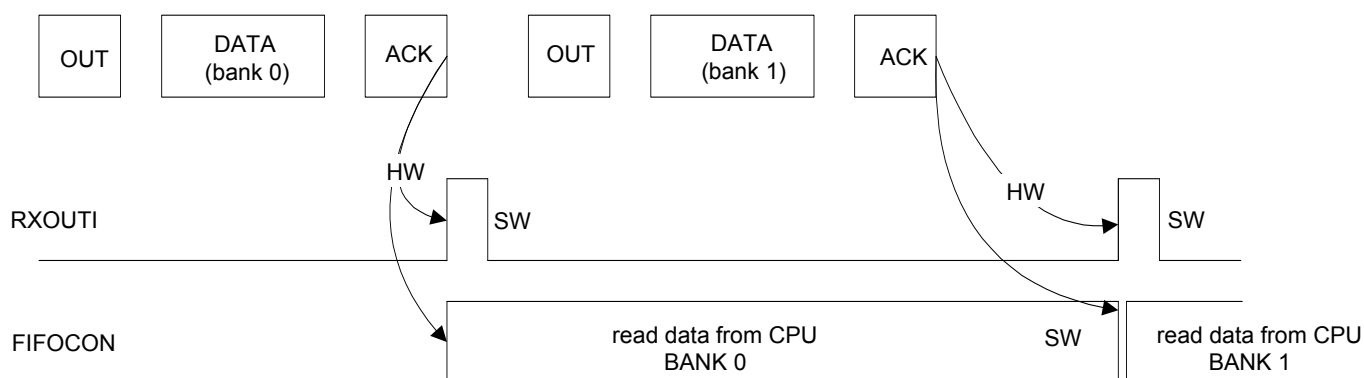 OUT
DATA
(bank 0)
ACK
OUT
DATA
(bank 1)
ACK
HW
HW
RXOUTI
SW
SW
FIFOCON
read data from CPU
BANK 0
SW
read data from CPU
BANK 1